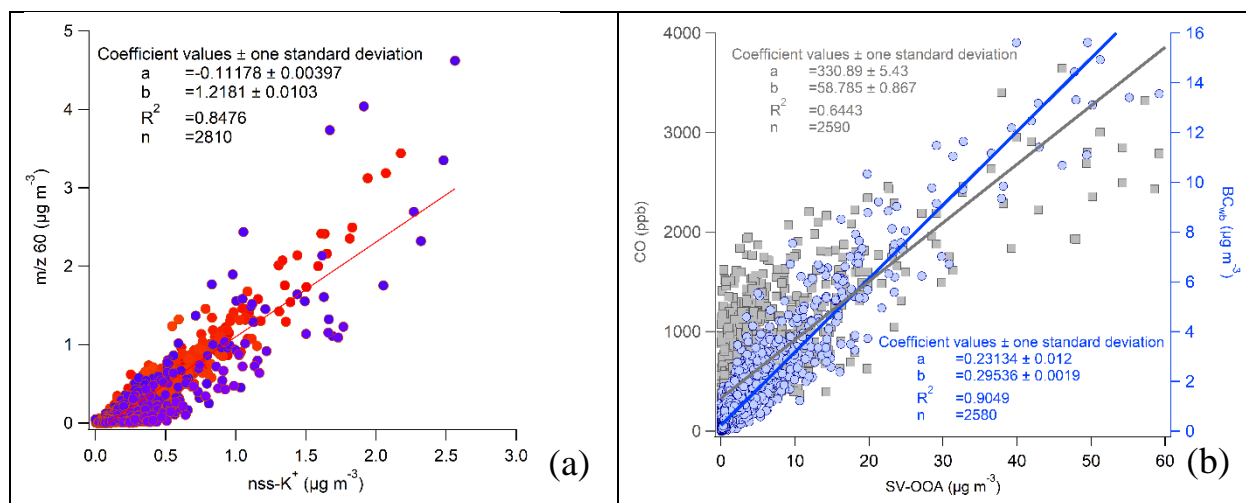 5
4
3
2
1
0
m/z 60 (µg m⁻³)
Coefficient values ± one standard deviation
a =-0.11178 ± 0.00397
b =1.2181 ± 0.0103
R² =0.8476
n =2810
0.0 0.5 1.0 1.5 2.0 2.5 3.0
nss-K⁺ (µg m⁻³)
(a)
4000
3000
2000
1000
0
CO (ppb)
Coefficient values ± one standard deviation
a =330.89 ± 5.43
b =58.785 ± 0.867
R² =0.6443
n =2590
Coefficient values ± one standard deviation
a =0.23134 ± 0.012
b =0.29536 ± 0.0019
R² =0.9049
n =2580
16
14
12
10
8
6
4
2
0
BCwb (µg m⁻³)
0 10 20 30 40 50 60
SV-OOA (µg m⁻³)
(b)